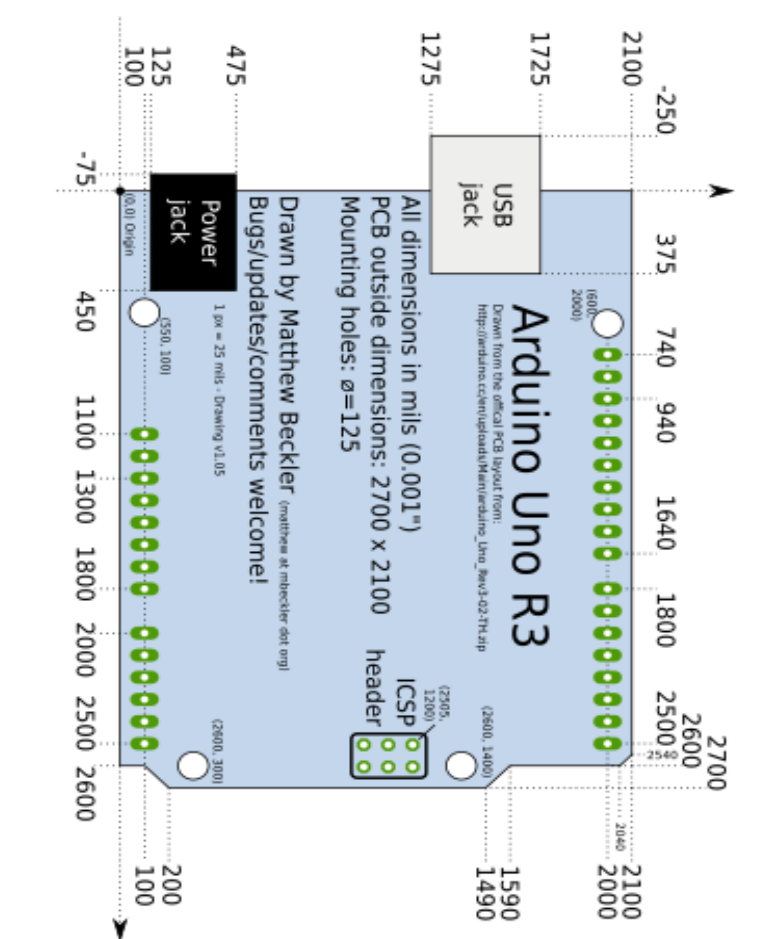 2700
2600
-250 375 740 940 1640 1800 2500
2540
2100 2100
2040
2000
(600,
2000)
1725
Arduino Uno R3
1590
USB
jack
Drawn from the offical PCB layout from:
http://arduino.cc/en/uploads/Main/arduino_Uno_Rev3-02-TH.zip
(2600, 1400)
1490
(2505,
1200)
1275
ICSP
header
All dimensions in mils (0.001")
PCB outside dimensions: 2700 x 2100
Mounting holes: ø=125
Drawn by Matthew Beckler (matthew at mbeckler dot org)
Bugs/updates/comments welcome!
475
1 px = 25 mils - Drawing v1.05
(2600, 300)
Power
jack
200
(550, 100)
125
100 100
(0,0) Origin
-75 450 1100 1300 1800 2000 2500 2600